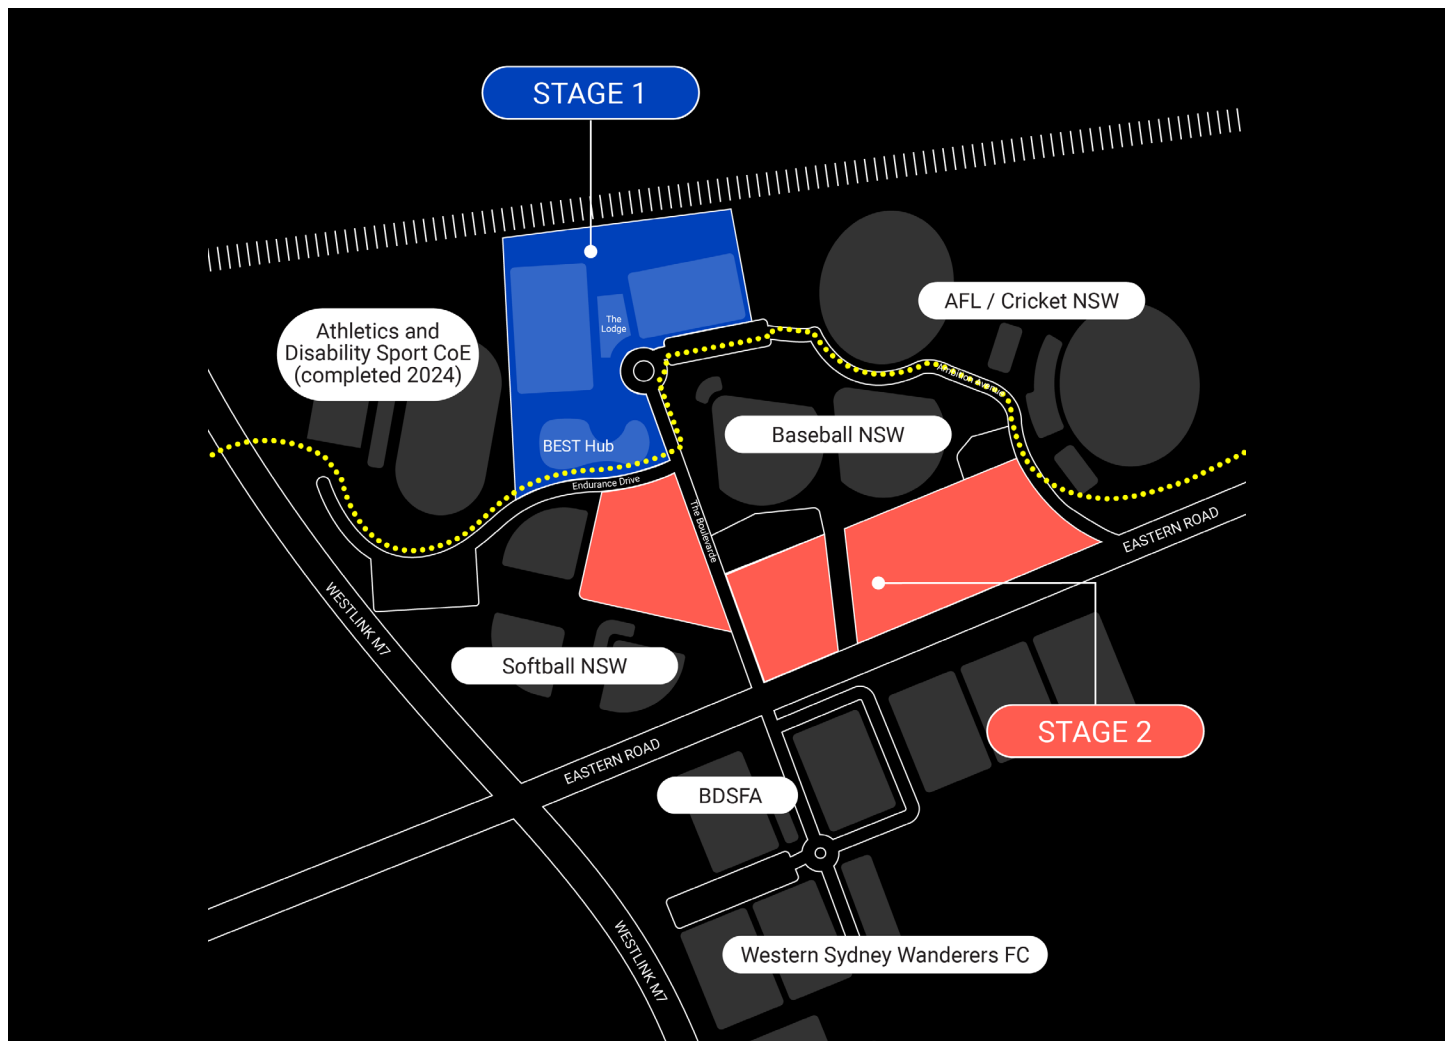 STAGE 1
AFL / Cricket NSW
Athletics and
Disability Sport CoE
(completed 2024)
The
Lodge
Ambition Avenue
Baseball NSW
BEST Hub
Endurance Drive
The Boulevarde
EASTERN ROAD
WESTLINK M7
Softball NSW
STAGE 2
EASTERN ROAD
BDSFA
WESTLINK M7
Western Sydney Wanderers FC